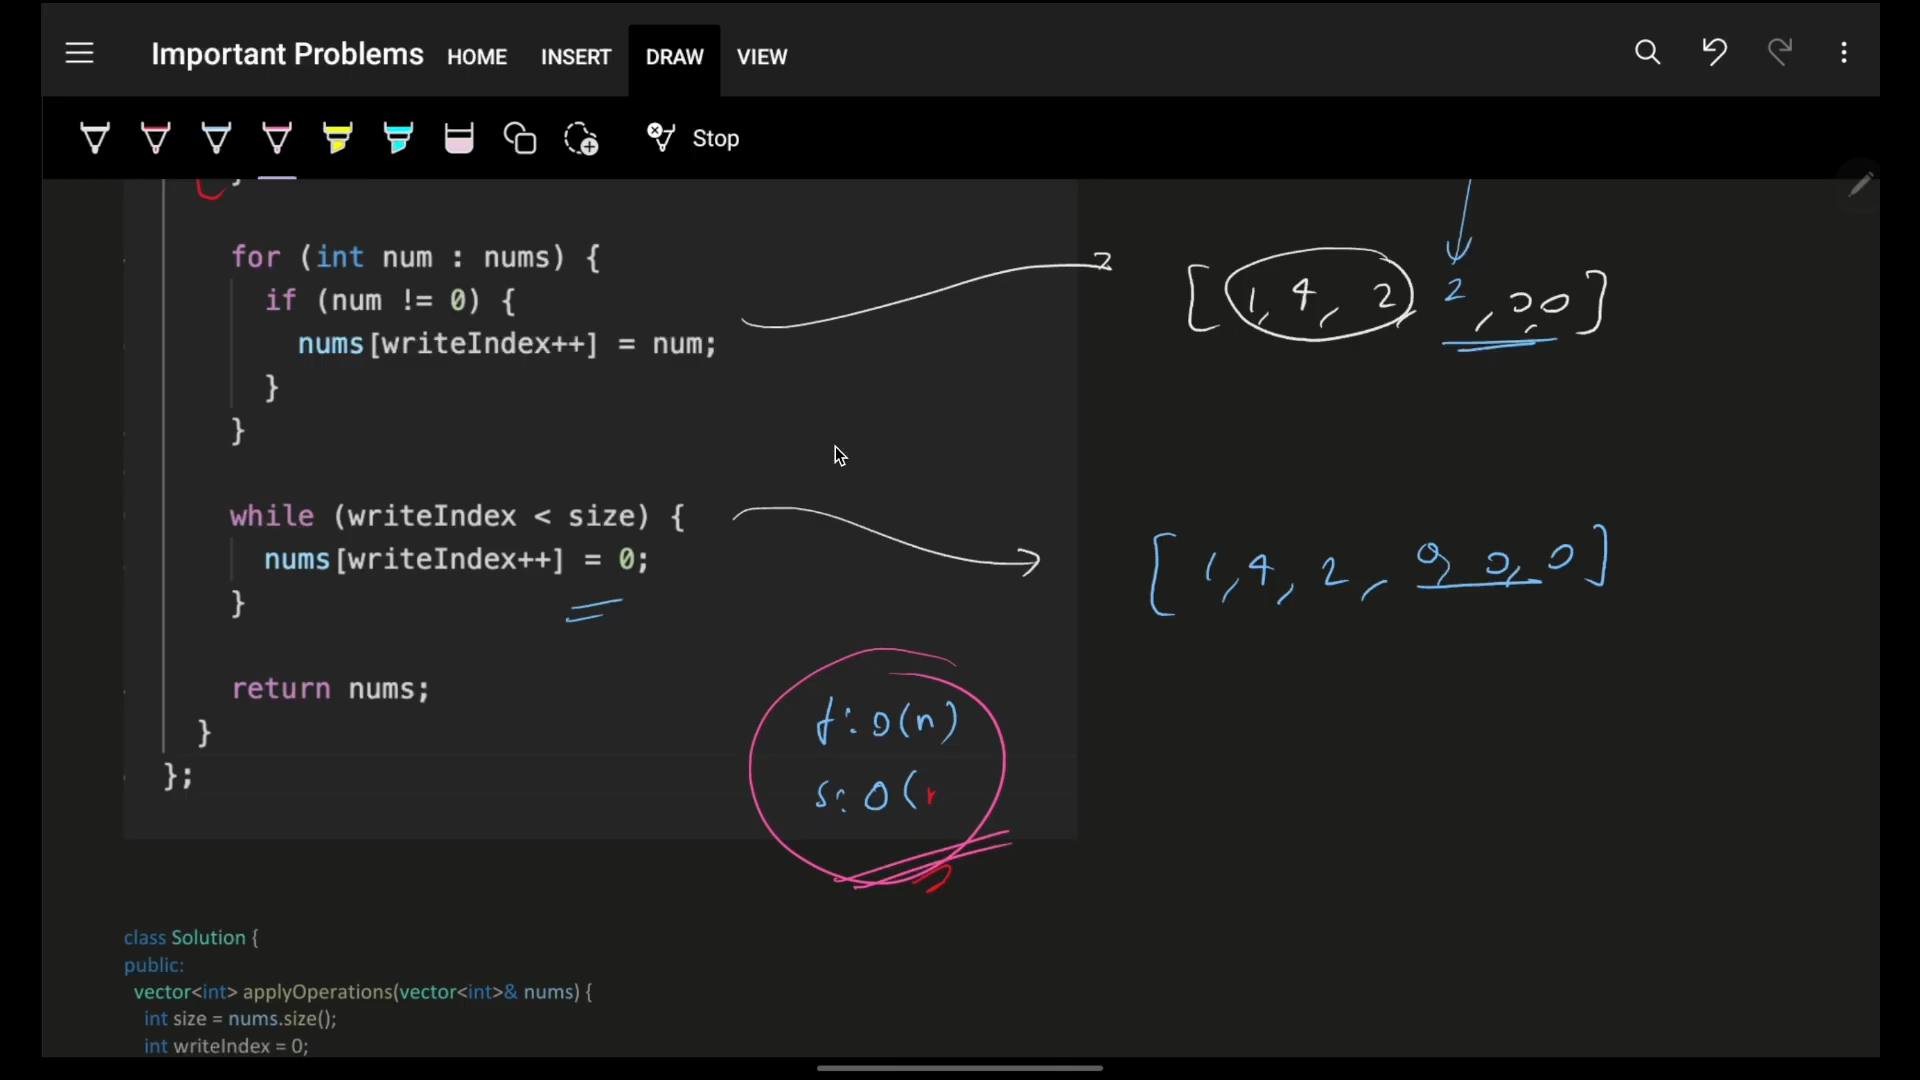 Important Problems HOME INSERT DRAW VIEW
Stop
}
for (int num : nums) {
if (num != 0) {
nums[writeIndex++] = num;
}
}
[1, 4, 2, 2, 0, 0]
while (writeIndex < size) {
nums[writeIndex++] = 0;
}
[1, 4, 2, 0, 0, 0]
return nums;
}
};
t: O(n)
s: O(
class Solution {
public:
vector<int> applyOperations(vector<int>& nums) {
int size = nums.size();
int writeIndex = 0;